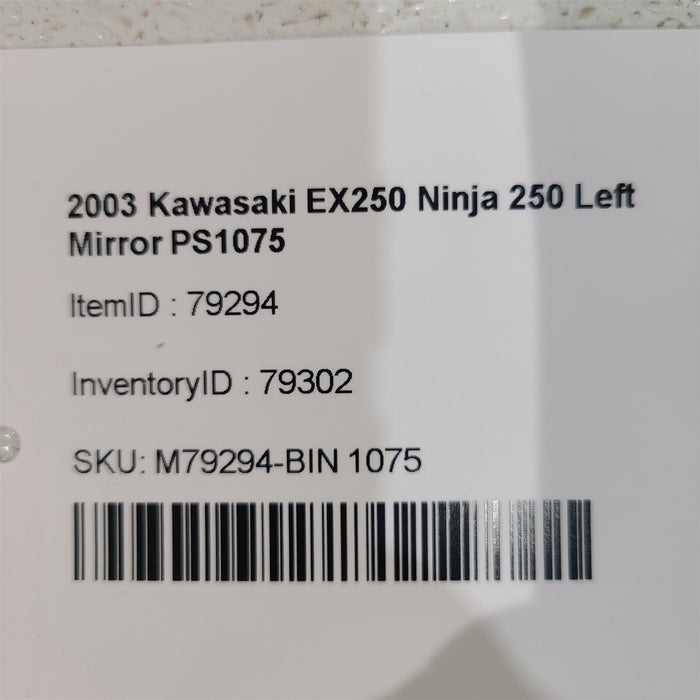 2003 Kawasaki EX250 Ninja 250 Left
Mirror PS1075
ItemID : 79294
InventoryID : 79302
SKU: M79294-BIN 1075